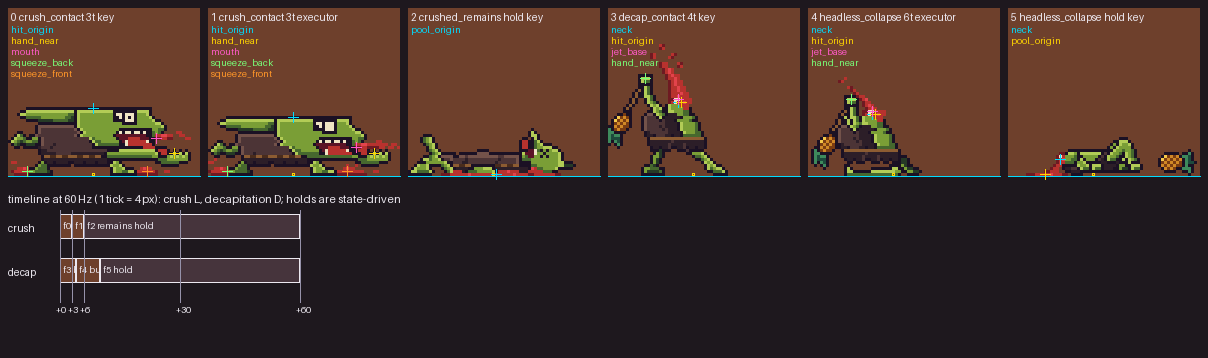 0 crush_contact 3t key
hit_origin
hand_near
mouth
squeeze_back
squeeze_front
1 crush_contact 3t executor
hit_origin
hand_near
mouth
squeeze_back
squeeze_front
2 crushed_remains hold key
pool_origin
3 decap_contact 4t key
neck
hit_origin
jet_base
hand_near
4 headless_collapse 6t executor
neck
hit_origin
jet_base
hand_near
5 headless_collapse hold key
neck
pool_origin
timeline at 60 Hz (1 tick = 4px): crush L, decapitation D; holds are state-driven
crush
f0
f1
f2 remains hold
decap
f3
f4 bu
f5 hold
+0 +3 +6
+30
+60